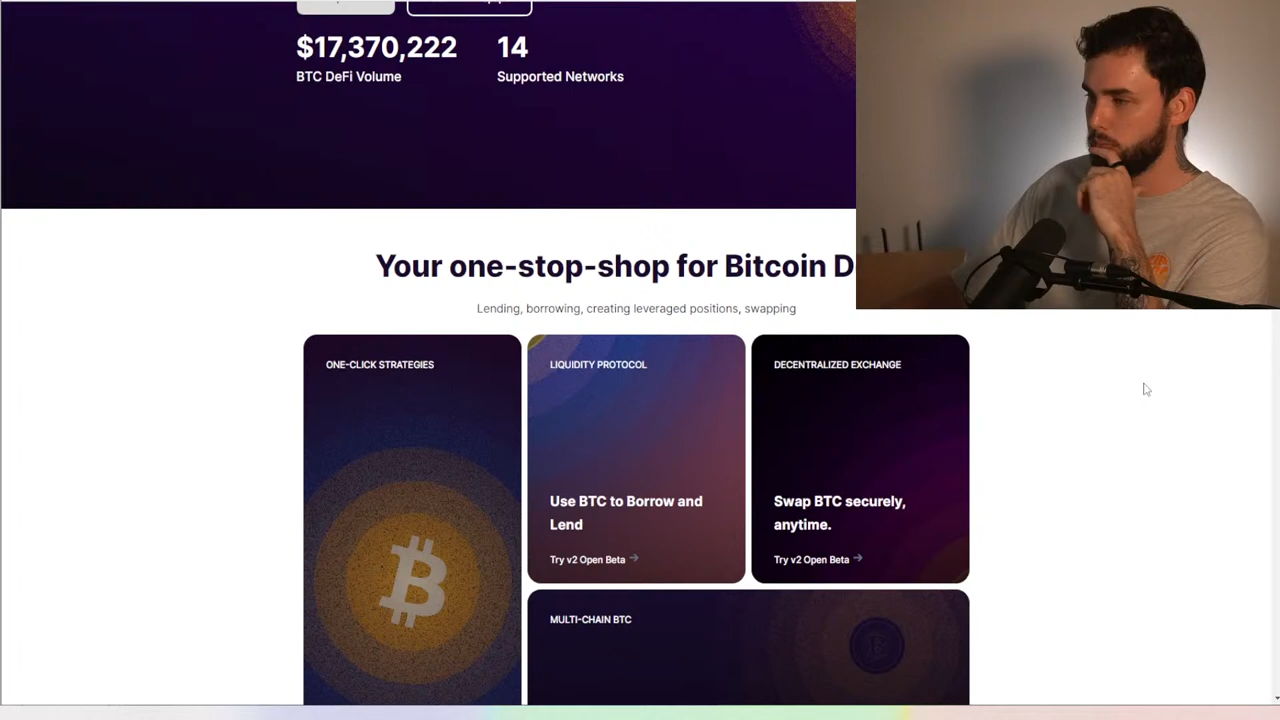 $17,370,222
14
BTC DeFi Volume
Supported Networks
Your one-stop-shop for Bitcoin D
Lending, borrowing, creating leveraged positions, swapping
ONE-CLICK STRATEGIES
LIQUIDITY PROTOCOL
Use BTC to Borrow and
Lend
Try v2 Open Beta
DECENTRALIZED EXCHANGE
Swap BTC securely,
anytime.
Try v2 Open Beta
MULTI-CHAIN BTC